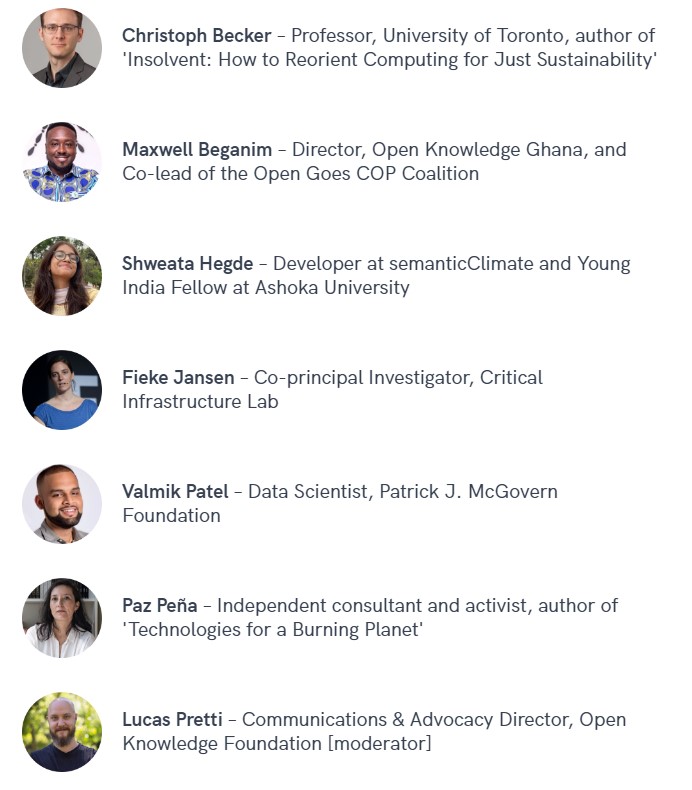 Christoph Becker – Professor, University of Toronto, author of
'Insolvent: How to Reorient Computing for Just Sustainability'
Maxwell Beganim – Director, Open Knowledge Ghana, and
Co-lead of the Open Goes COP Coalition
Shweata Hegde – Developer at semanticClimate and Young
India Fellow at Ashoka University
Fieke Jansen – Co-principal Investigator, Critical
Infrastructure Lab
Valmik Patel – Data Scientist, Patrick J. McGovern
Foundation
Paz Peña – Independent consultant and activist, author of
'Technologies for a Burning Planet'
Lucas Pretti – Communications & Advocacy Director, Open
Knowledge Foundation [moderator]